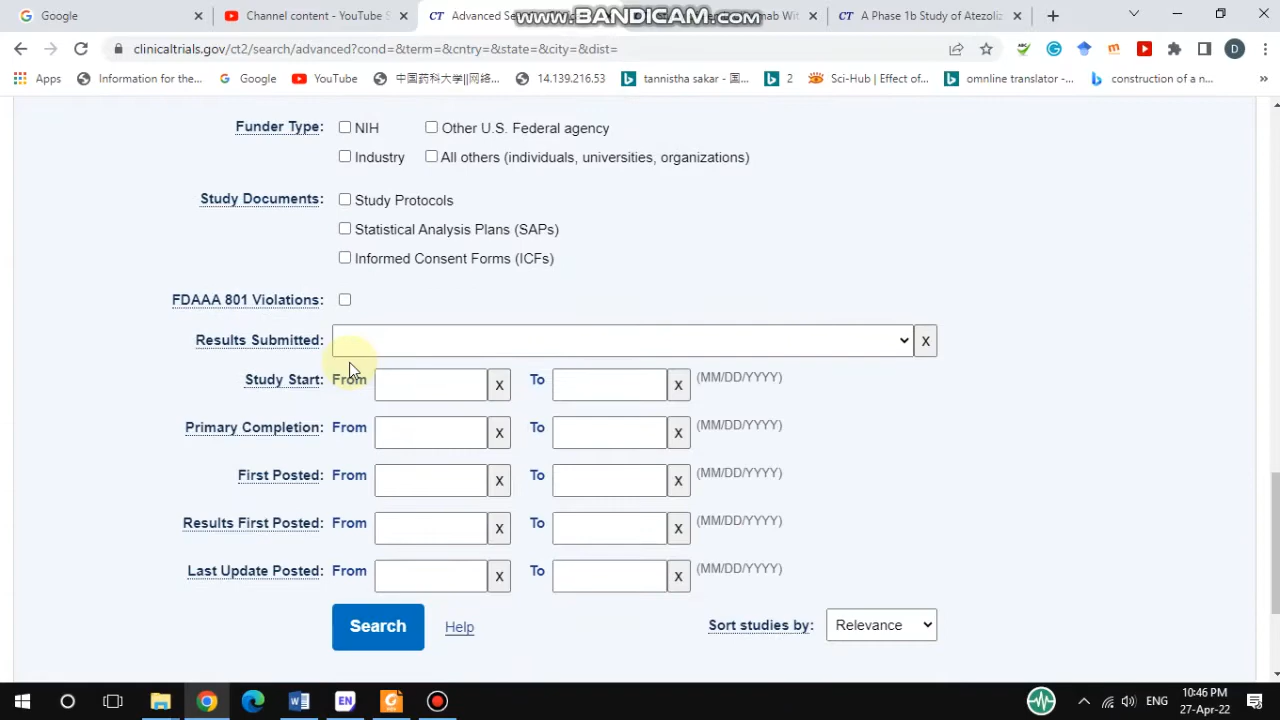 Google
Channel content - YouTube S
Advanced Se
www.BANDICAM.com
nab Wit
A Phase 1b Study of Atezoliz
clinicaltrials.gov/ct2/search/advanced?cond=&term=&cntry=&state=&city=&dist=
Apps
Information for the...
Google
YouTube
中国药科大学||网络...
14.139.216.53
tannistha sakar - 国...
2
Sci-Hub | Effect of...
omnline translator -...
construction of a n...
Funder Type: NIH Other U.S. Federal agency
Industry All others (individuals, universities, organizations)
Study Documents: Study Protocols
Statistical Analysis Plans (SAPs)
Informed Consent Forms (ICFs)
FDAAA 801 Violations:
Results Submitted: x
Study Start: From x To x (MM/DD/YYYY)
Primary Completion: From x To x (MM/DD/YYYY)
First Posted: From x To x (MM/DD/YYYY)
Results First Posted: From x To x (MM/DD/YYYY)
Last Update Posted: From x To x (MM/DD/YYYY)
Search Help Sort studies by: Relevance
ENG
10:46 PM
27-Apr-22